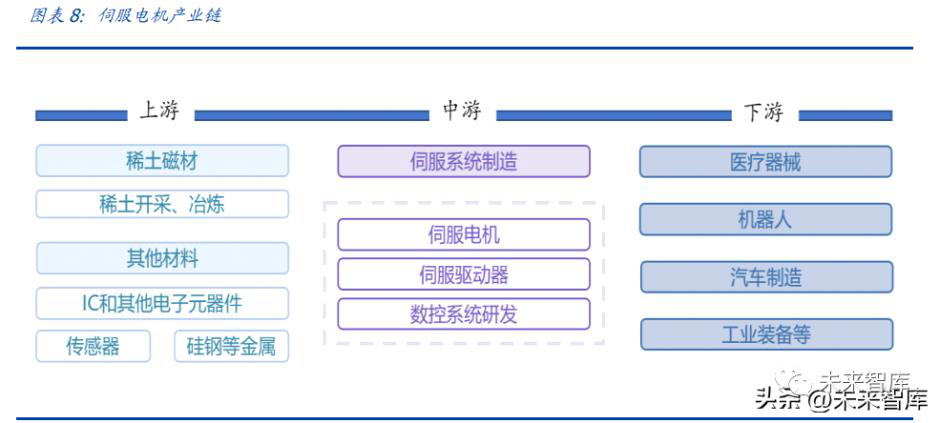 图表 8：伺服电机产业链
上游
中游
下游
稀土磁材
稀土开采、冶炼
其他材料
IC和其他电子元器件
传感器
硅钢等金属
伺服系统制造
伺服电机
伺服驱动器
数控系统研发
医疗器械
机器人
汽车制造
工业装备等
未来智库
头条 @未来智库